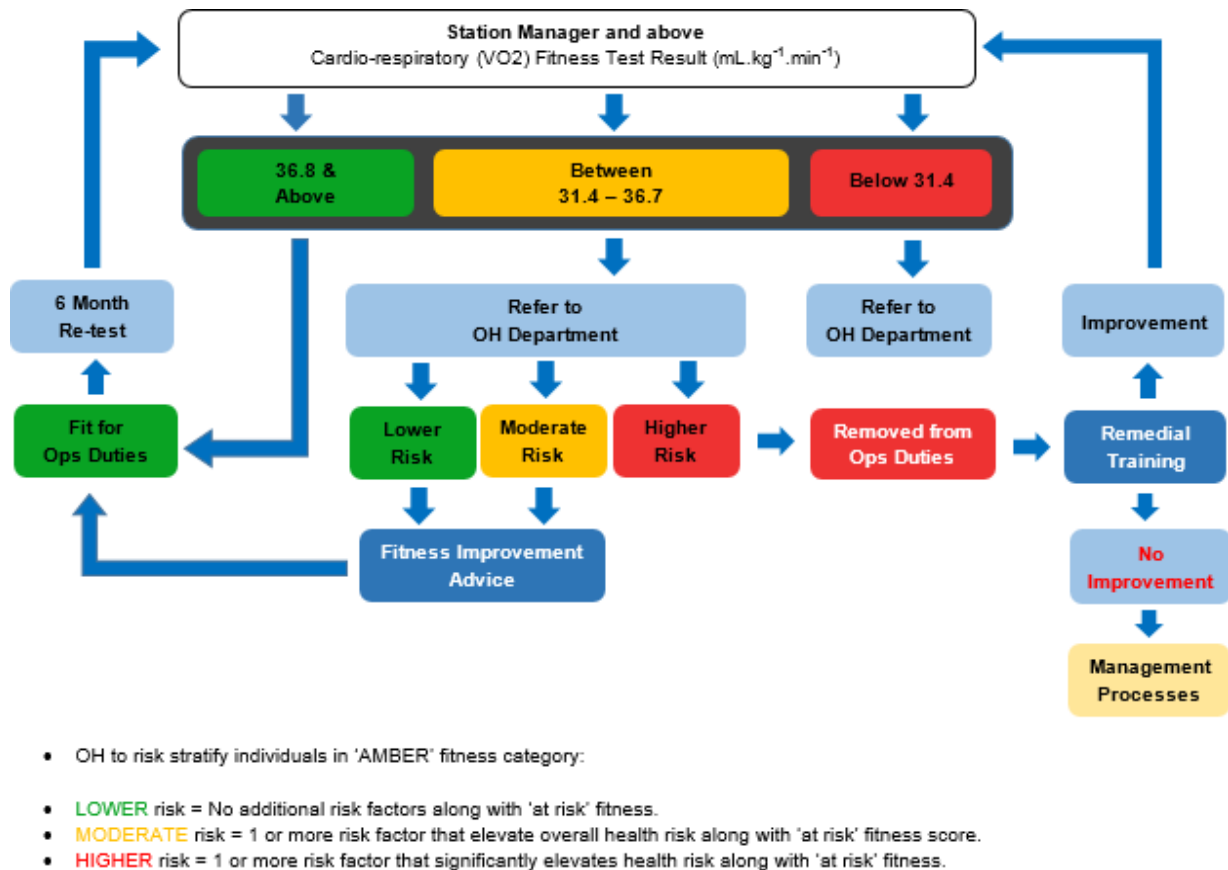 Station Manager and above
Cardio-respiratory (VO2) Fitness Test Result (mL.kg⁻¹.min⁻¹)
36.8 &
Above
Between
31.4 – 36.7
Below 31.4
6 Month
Re-test
Refer to
OH Department
Refer to
OH Department
Improvement
Fit for
Ops Duties
Lower
Risk
Moderate
Risk
Higher
Risk
Removed from
Ops Duties
Remedial
Training
Fitness Improvement
Advice
No
Improvement
Management
Processes
• OH to risk stratify individuals in 'AMBER' fitness category:
• LOWER risk = No additional risk factors along with 'at risk' fitness.
• MODERATE risk = 1 or more risk factor that elevate overall health risk along with 'at risk' fitness score.
• HIGHER risk = 1 or more risk factor that significantly elevates health risk along with 'at risk' fitness.